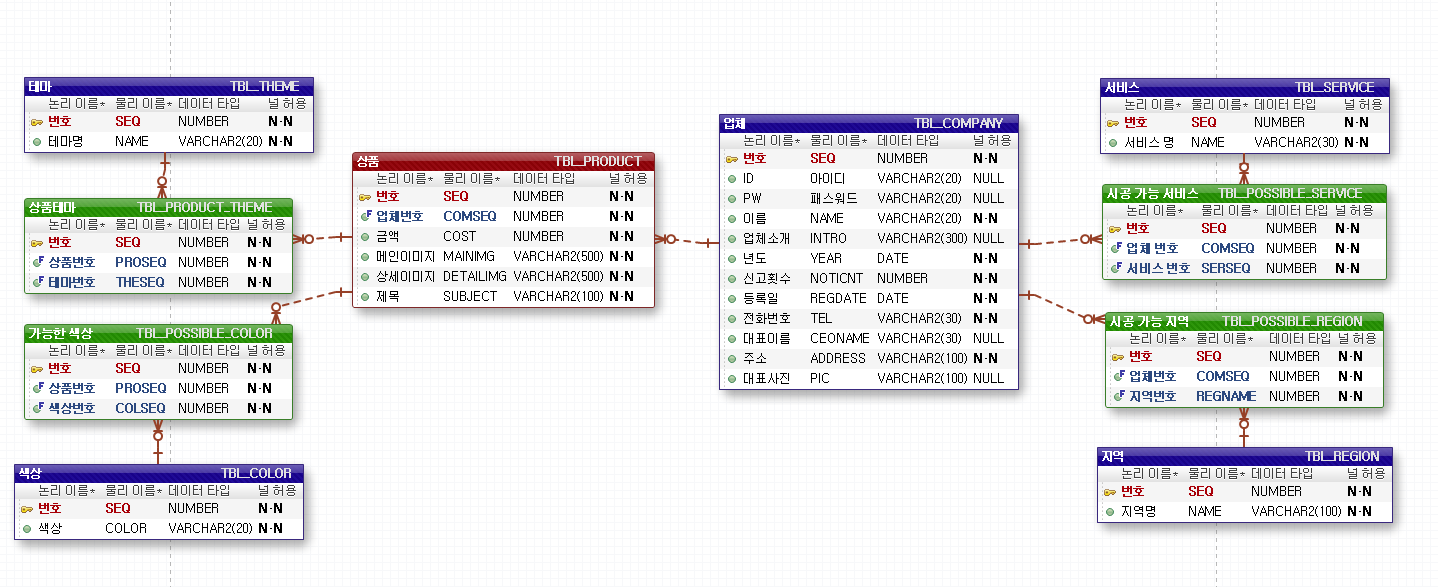 테마 TBL_THEME
논리 이름* 물리 이름* 데이터 타입 널 허용
번호 SEQ NUMBER N-N
테마명 NAME VARCHAR2(20) N-N
상품테마 TBL_PRODUCT_THEME
논리 이름* 물리 이름* 데이터 타입 널 허용
번호 SEQ NUMBER N-N
상품번호 PROSEQ NUMBER N-N
테마번호 THESEQ NUMBER N-N
가능한 색상 TBL_POSSIBLE_COLOR
논리 이름* 물리 이름* 데이터 타입 널 허용
번호 SEQ NUMBER N-N
상품번호 PROSEQ NUMBER N-N
색상번호 COLSEQ NUMBER N-N
색상 TBL_COLOR
논리 이름* 물리 이름* 데이터 타입 널 허용
번호 SEQ NUMBER N-N
색상 COLOR VARCHAR2(20) N-N
상품 TBL_PRODUCT
논리 이름* 물리 이름* 데이터 타입 널 허용
번호 SEQ NUMBER N-N
업체번호 COMSEQ NUMBER N-N
금액 COST NUMBER N-N
메인이미지 MAINIMG VARCHAR2(500) N-N
상세이미지 DETAILIMG VARCHAR2(500) N-N
제목 SUBJECT VARCHAR2(100) N-N
업체 TBL_COMPANY
논리 이름* 물리 이름* 데이터 타입 널 허용
번호 SEQ NUMBER N-N
ID 아이디 VARCHAR2(20) NULL
PW 패스워드 VARCHAR2(20) NULL
이름 NAME VARCHAR2(20) N-N
업체소개 INTRO VARCHAR2(300) NULL
년도 YEAR DATE N-N
신고횟수 NOTICNT NUMBER N-N
등록일 REGDATE DATE N-N
전화번호 TEL VARCHAR2(30) N-N
대표이름 CEONAME VARCHAR2(30) NULL
주소 ADDRESS VARCHAR2(100) N-N
대표사진 PIC VARCHAR2(100) NULL
서비스 TBL_SERVICE
논리 이름* 물리 이름* 데이터 타입 널 허용
번호 SEQ NUMBER N-N
서비스 명 NAME VARCHAR2(30) N-N
시공 가능 서비스 TBL_POSSIBLE_SERVICE
논리 이름* 물리 이름* 데이터 타입 널 허용
번호 SEQ NUMBER N-N
업체 번호 COMSEQ NUMBER N-N
서비스 번호 SERSEQ NUMBER N-N
시공 가능 지역 TBL_POSSIBLE_REGION
논리 이름* 물리 이름* 데이터 타입 널 허용
번호 SEQ NUMBER N-N
업체번호 COMSEQ NUMBER N-N
지역번호 REGNAME NUMBER N-N
지역 TBL_REGION
논리 이름* 물리 이름* 데이터 타입 널 허용
번호 SEQ NUMBER N-N
지역명 NAME VARCHAR2(100) N-N